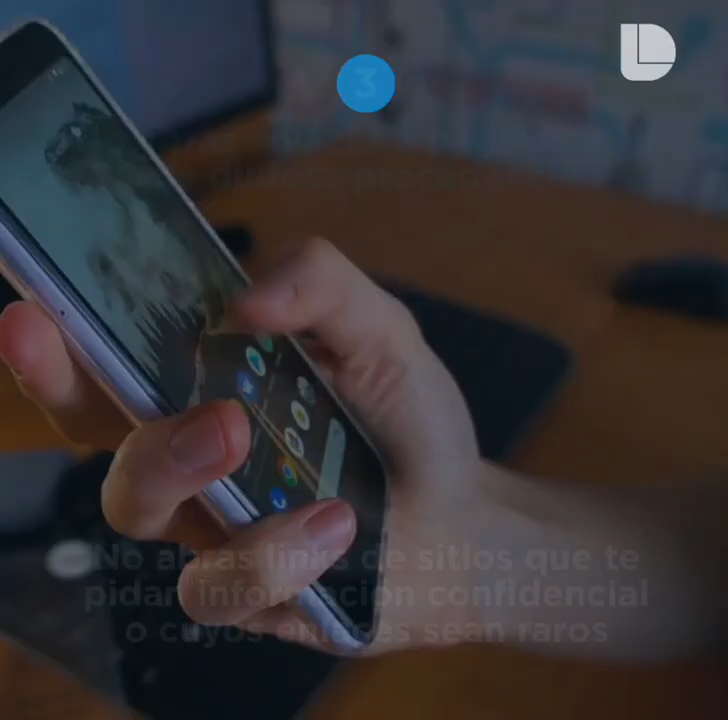 3
No abras links de sitios que te
pidan información confidencial
o cuyos enlaces sean raros